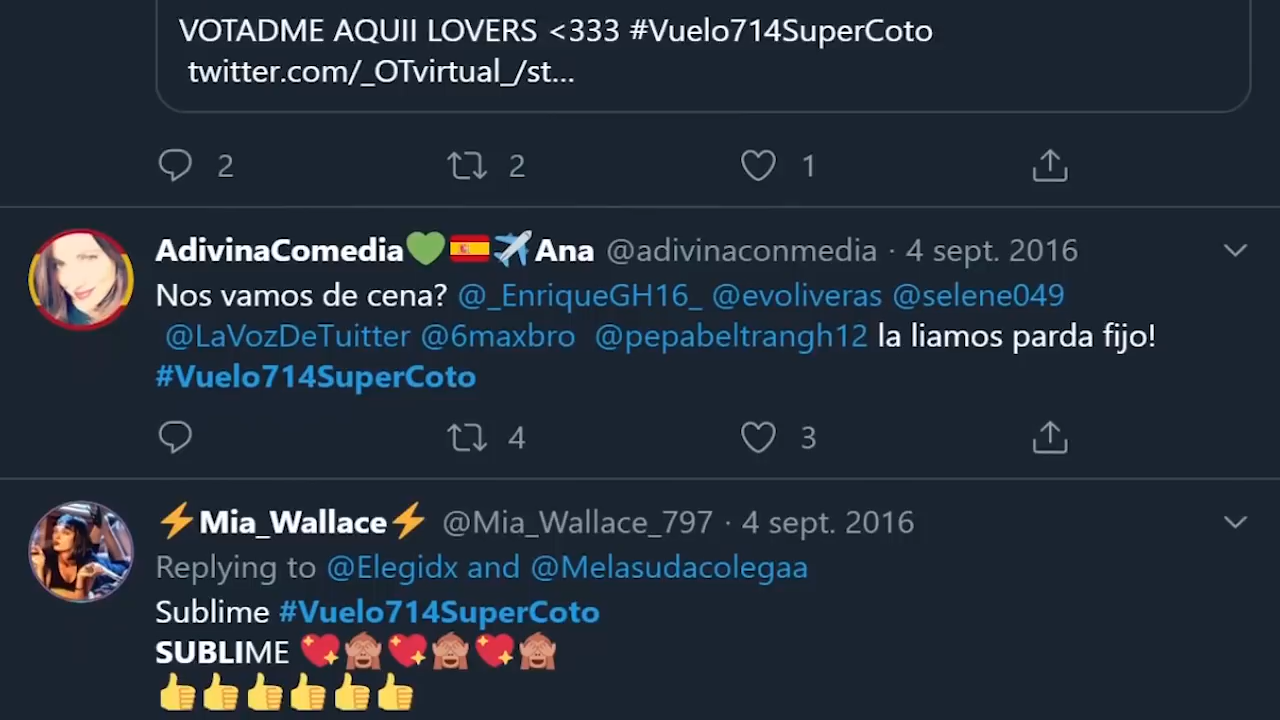 VOTADME AQUII LOVERS <333 #Vuelo714SuperCoto
twitter.com/_OTvirtual_/st...
2 2 1
AdivinaComedia💚🇪🇸✈️Ana @adivinaconmedia · 4 sept. 2016
Nos vamos de cena? @_EnriqueGH16_ @evoliveras @selene049
@LaVozDeTuitter @6maxbro @pepabeltrangh12 la liamos parda fijo!
#Vuelo714SuperCoto
4 3
⚡Mia_Wallace⚡ @Mia_Wallace_797 · 4 sept. 2016
Replying to @Elegidx and @Melasudacolegaa
Sublime #Vuelo714SuperCoto
SUBLIME 💖🙈💖🙈💖🙈
👍👍👍👍👍👍